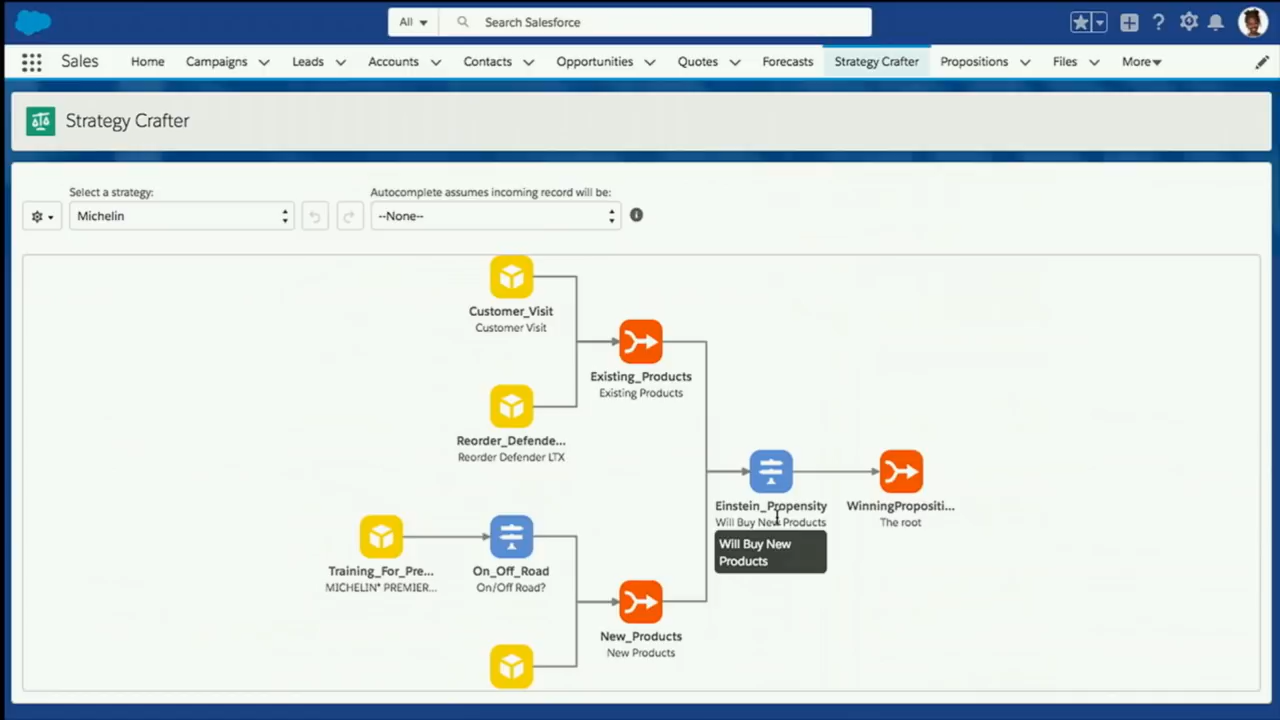 All
Search Salesforce
Sales
Home
Campaigns
Leads
Accounts
Contacts
Opportunities
Quotes
Forecasts
Strategy Crafter
Propositions
Files
More
Strategy Crafter
Select a strategy:
Autocomplete assumes incoming record will be:
Michelin
--None--
Customer_Visit
Customer Visit
Existing_Products
Existing Products
Reorder_Defende...
Reorder Defender LTX
Einstein_Propensity
Will Buy New Products
WinningPropositi...
The root
Will Buy New
Products
Training_For_Pre...
MICHELIN® PREMIER...
On_Off_Road
On/Off Road?
New_Products
New Products